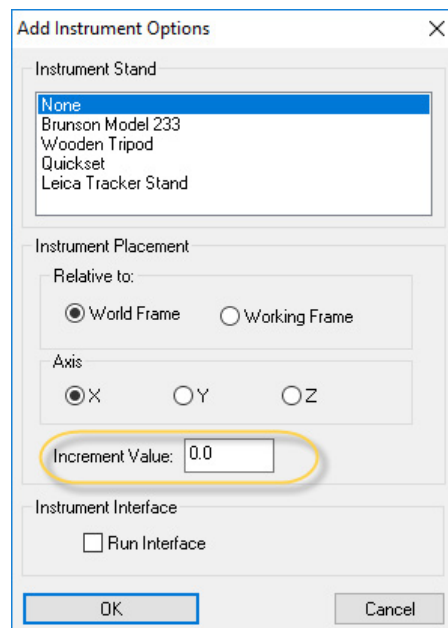 Add Instrument Options
Instrument Stand
None
Brunson Model 233
Wooden Tripod
Quickset
Leica Tracker Stand
Instrument Placement
Relative to:
World Frame Working Frame
Axis
X Y Z
Increment Value: 0.0
Instrument Interface
Run Interface
OK Cancel